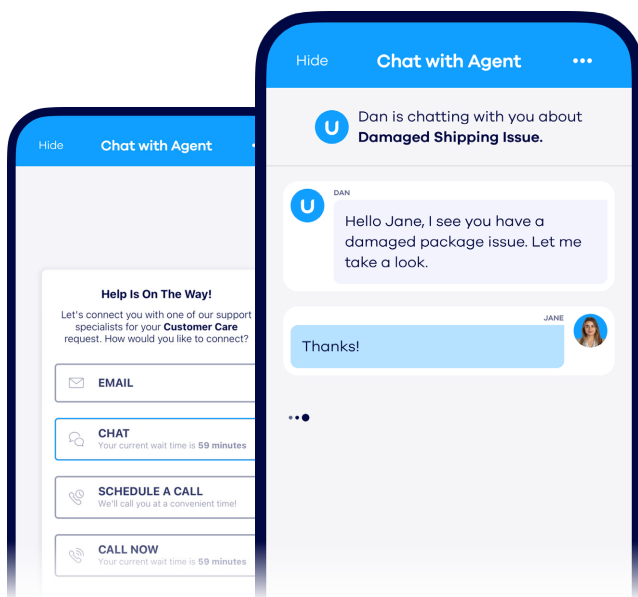 Hide Chat with Agent
Help Is On The Way!
Let's connect you with one of our support
specialists for your Customer Care
request. How would you like to connect?
EMAIL
CHAT
Your current wait time is 59 minutes
SCHEDULE A CALL
We'll call you at a convenient time!
CALL NOW
Your current wait time is 59 minutes
Hide Chat with Agent •••
U
Dan is chatting with you about
Damaged Shipping Issue.
DAN
U
Hello Jane, I see you have a
damaged package issue. Let me
take a look.
JANE
Thanks!